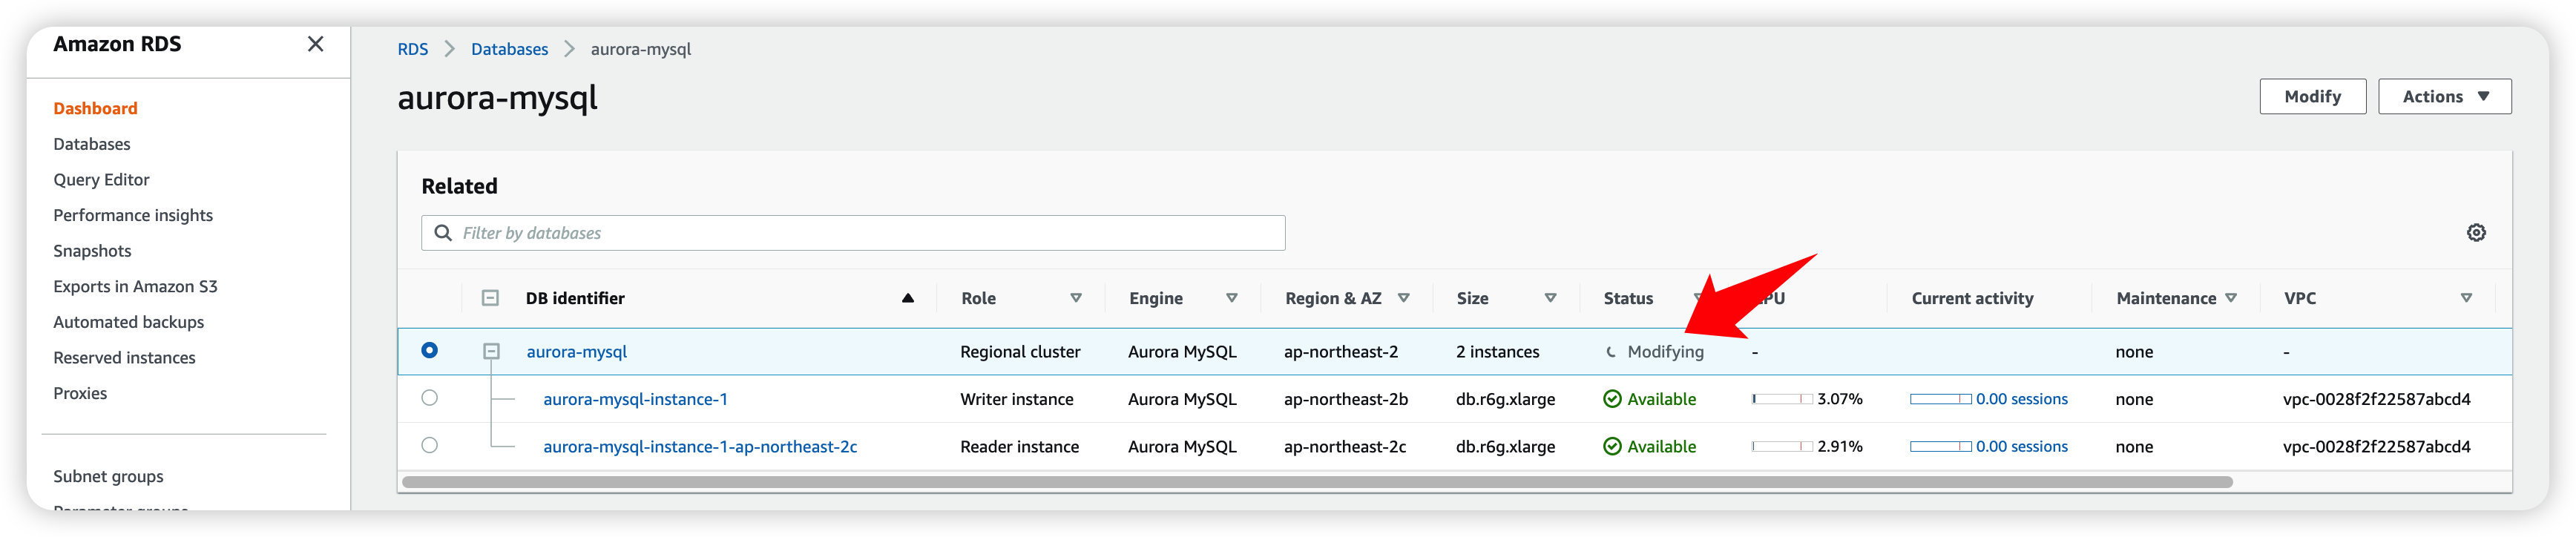 Amazon RDS
Dashboard
Databases
Query Editor
Performance insights
Snapshots
Exports in Amazon S3
Automated backups
Reserved instances
Proxies
Subnet groups
RDS > Databases > aurora-mysql
aurora-mysql
Modify Actions
Related
Filter by databases
DB identifier Role Engine Region & AZ Size Status Current activity Maintenance VPC
aurora-mysql Regional cluster Aurora MySQL ap-northeast-2 2 instances Modifying - none -
aurora-mysql-instance-1 Writer instance Aurora MySQL ap-northeast-2b db.r6g.xlarge Available 3.07% 0.00 sessions none vpc-0028f2f22587abcd4
aurora-mysql-instance-1-ap-northeast-2c Reader instance Aurora MySQL ap-northeast-2c db.r6g.xlarge Available 2.91% 0.00 sessions none vpc-0028f2f22587abcd4